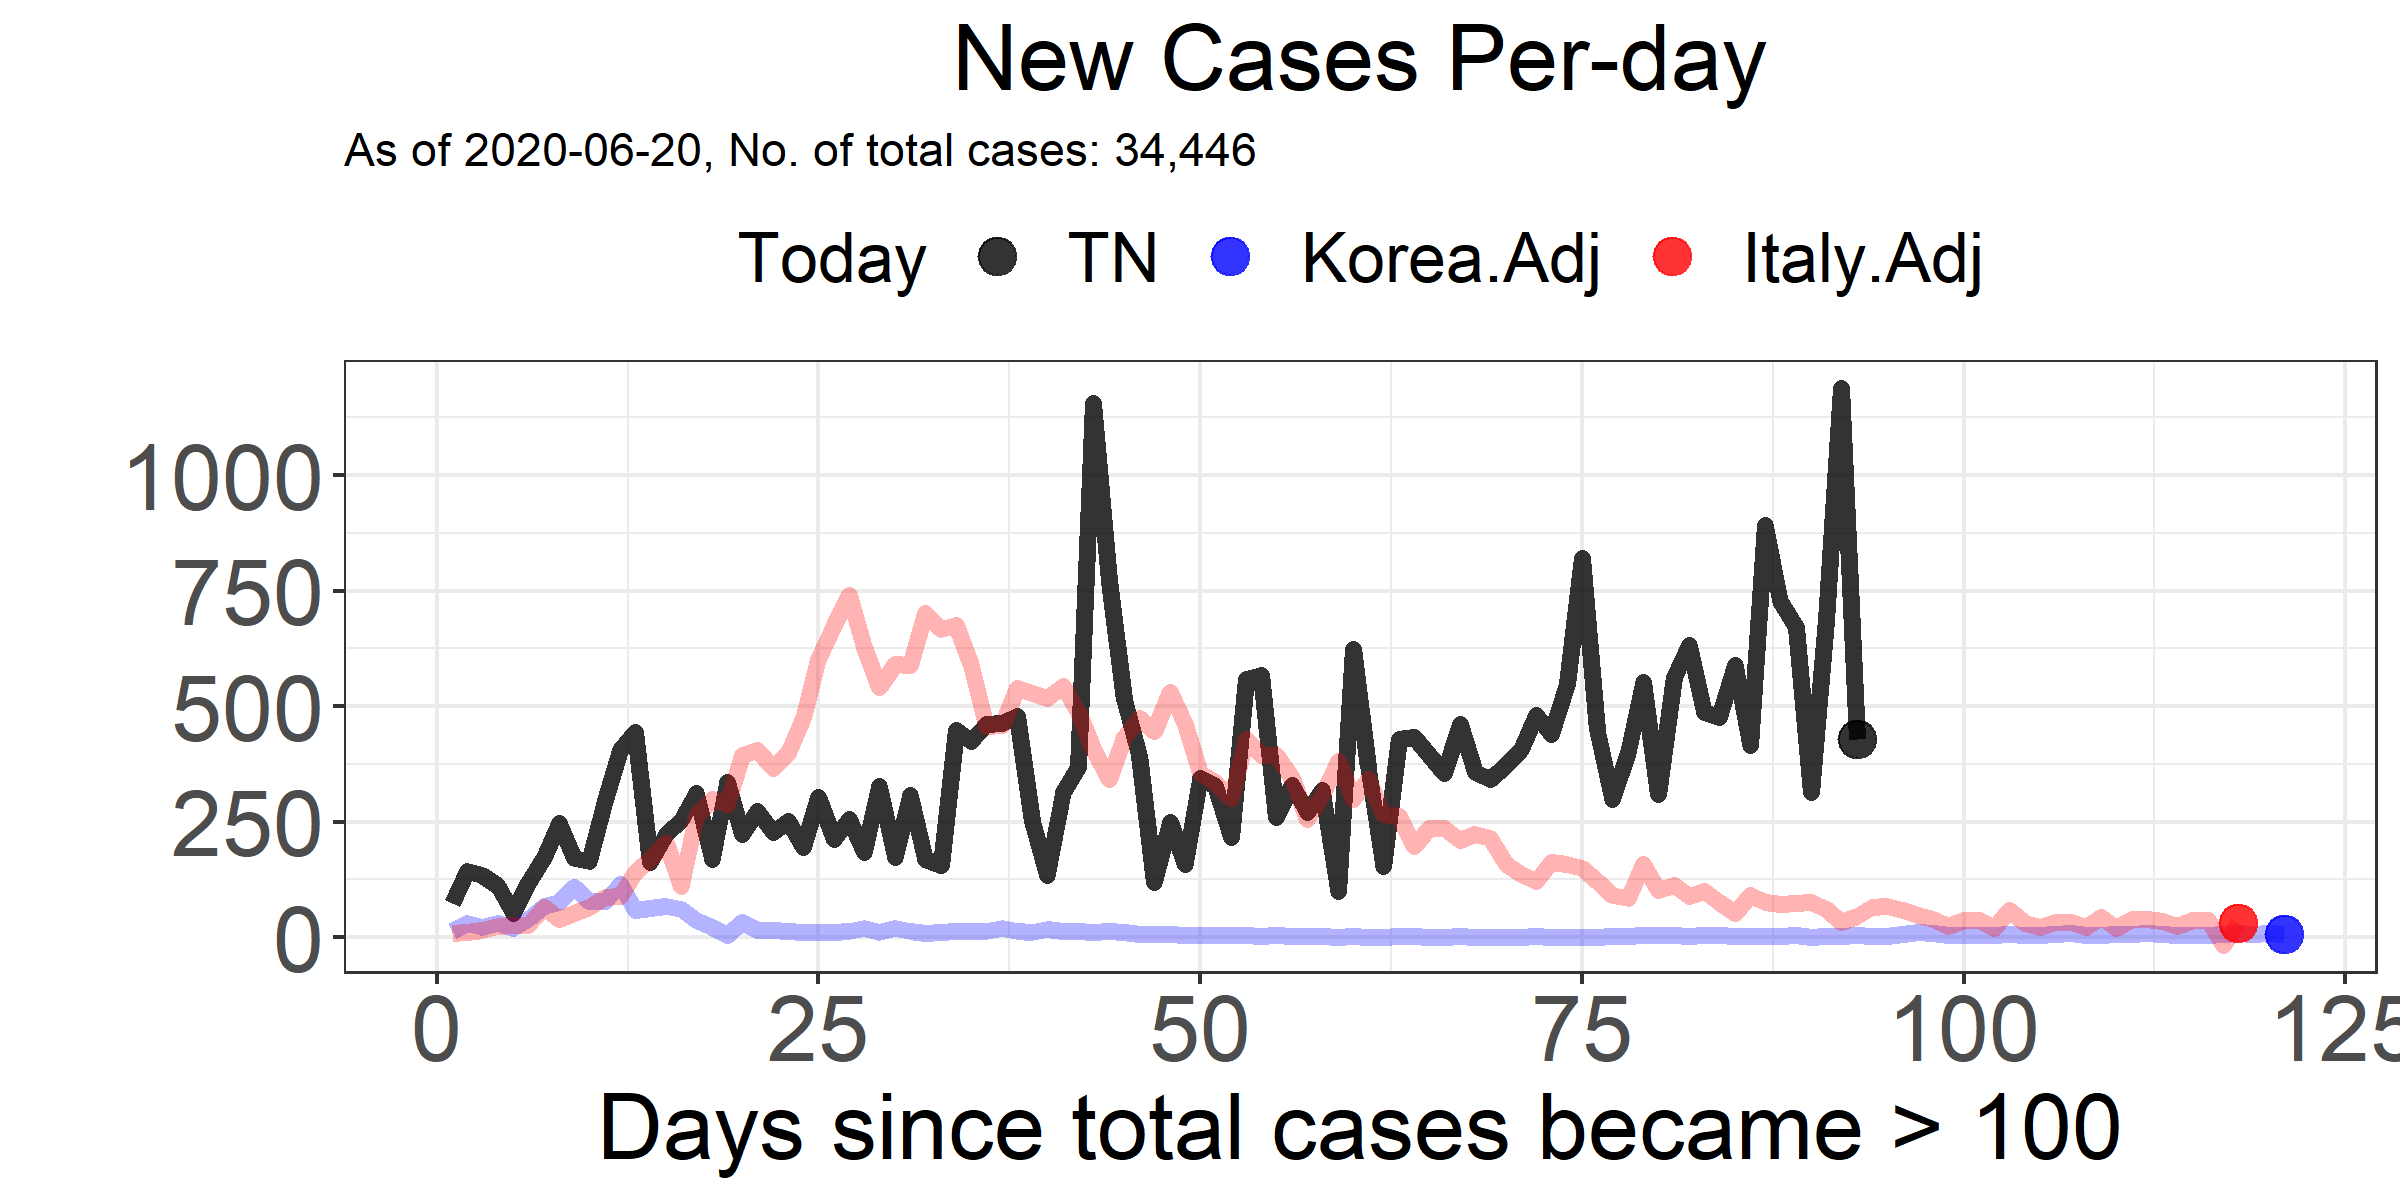 New Cases Per-day
As of 2020-06-20, No. of total cases: 34,446
Today TN Korea.Adj Italy.Adj
1000
750
500
250
0
0 25 50 75 100 125
Days since total cases became > 100